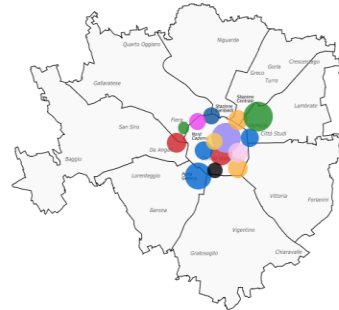 Niguarda
Quarto Oggiaro
Crescenzago
Gorla
Turro
Greco
Gallaratese
Stazione
Centrale
Stazione
Garibaldi
Lambrate
Fiera
San Siro
Città Studi
De Angeli
Baggio
Lorenteggio
Barona
Vittoria
Forlanini
Vigentino
Gratosoglio
Chiaravalle